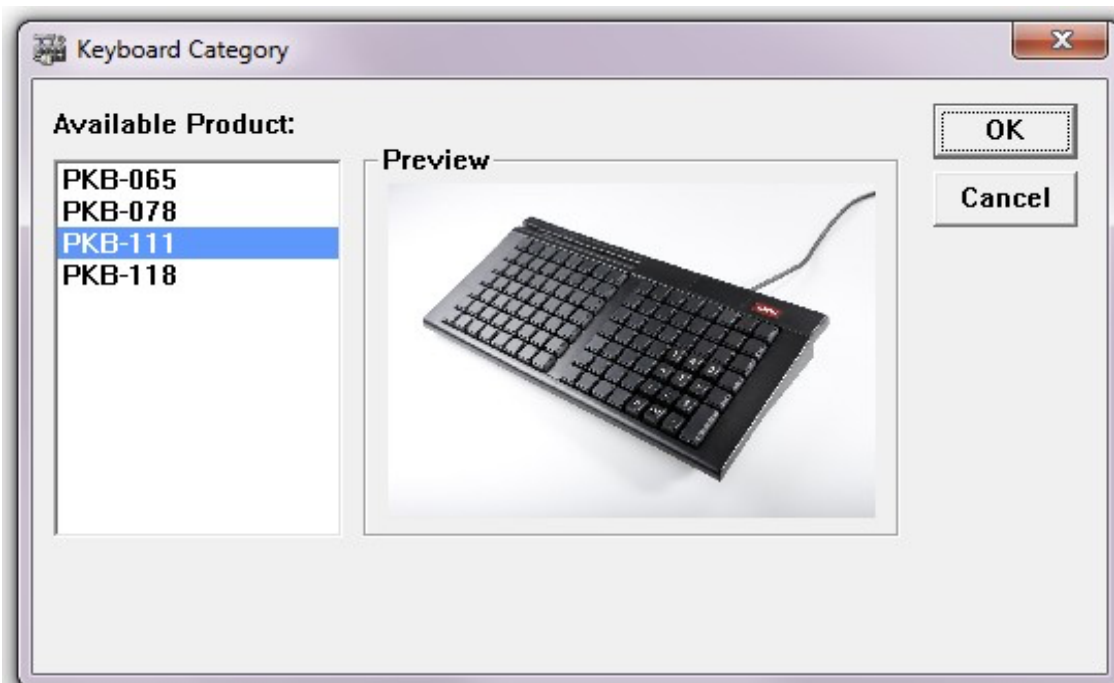 Keyboard Category
Available Product:
OK
Preview
PKB-065
PKB-078
PKB-111
PKB-118
Cancel